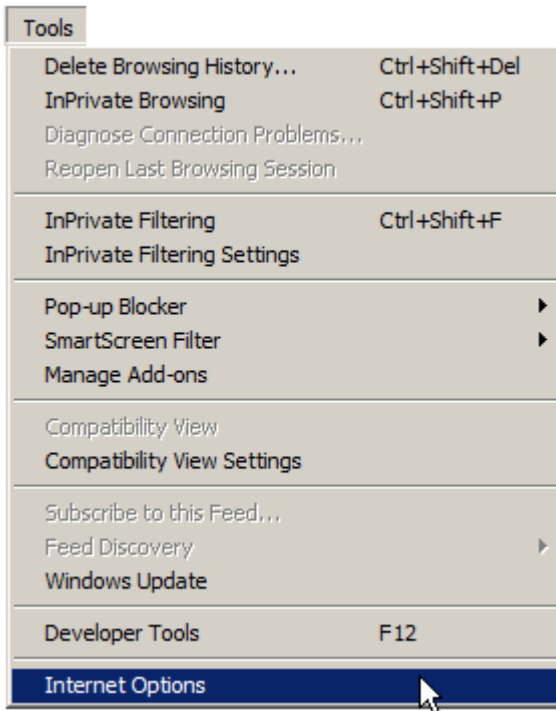 Tools
Delete Browsing History... Ctrl+Shift+Del
InPrivate Browsing Ctrl+Shift+P
Diagnose Connection Problems...
Reopen Last Browsing Session
InPrivate Filtering Ctrl+Shift+F
InPrivate Filtering Settings
Pop-up Blocker
SmartScreen Filter
Manage Add-ons
Compatibility View
Compatibility View Settings
Subscribe to this Feed...
Feed Discovery
Windows Update
Developer Tools F12
Internet Options